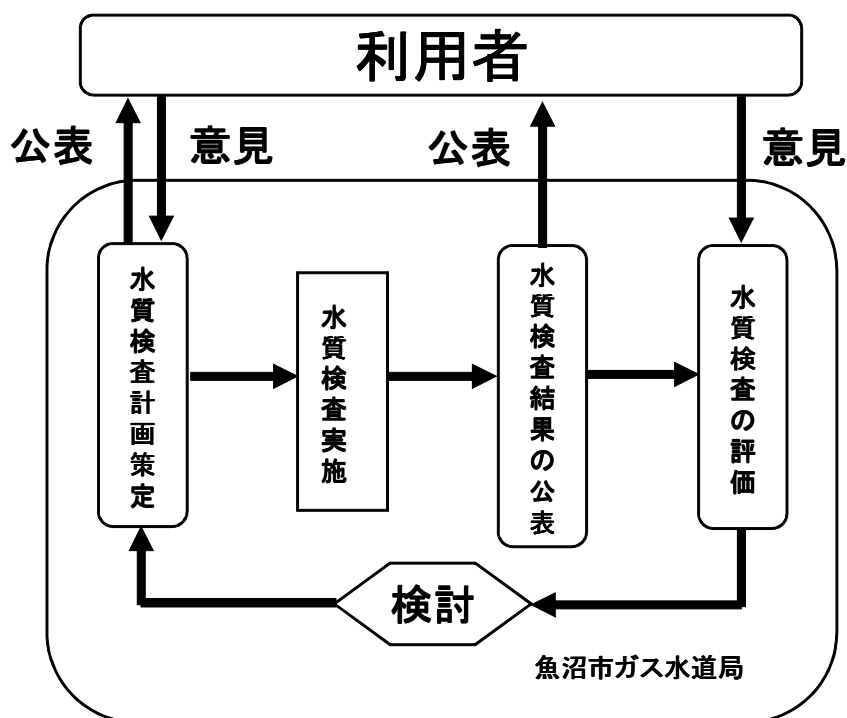 利用者
公表
意見
公表
意見
水質検査計画策定
水質検査実施
水質検査結果の公表
水質検査の評価
検討
魚沼市ガス水道局